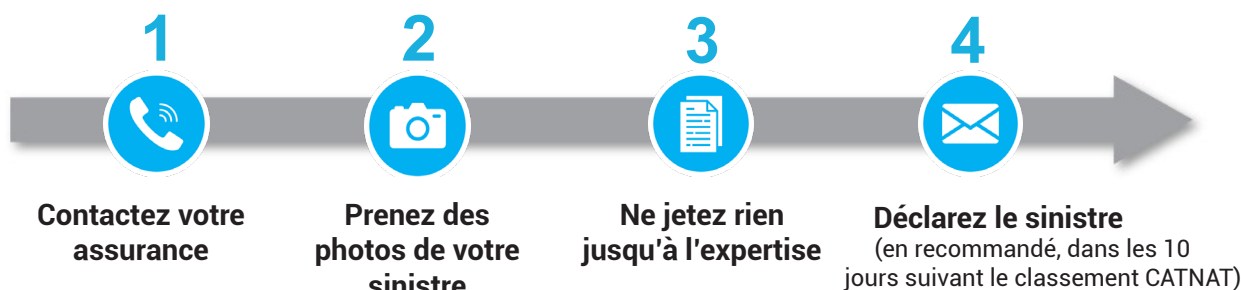 1
2
3
4
Contactez votre
assurance
Prenez des
photos de votre
sinistre
Ne jetez rien
jusqu'à l'expertise
Déclarez le sinistre
(en recommandé, dans les 10
jours suivant le classement CATNAT)